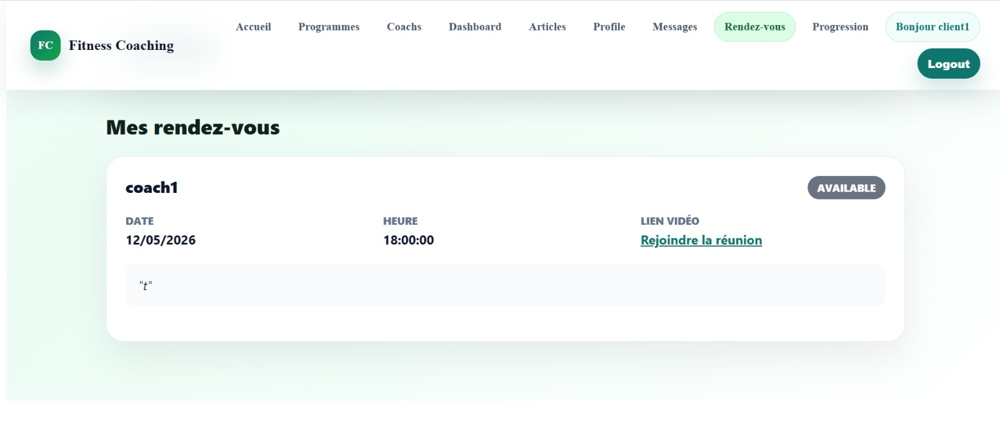 FC
Fitness Coaching
Accueil Programmes Coachs Dashboard Articles Profile Messages Rendez-vous Progression Bonjour client1
Logout
Mes rendez-vous
coach1
AVAILABLE
DATE HEURE LIEN VIDÉO
12/05/2026 18:00:00 Rejoindre la réunion
"t"